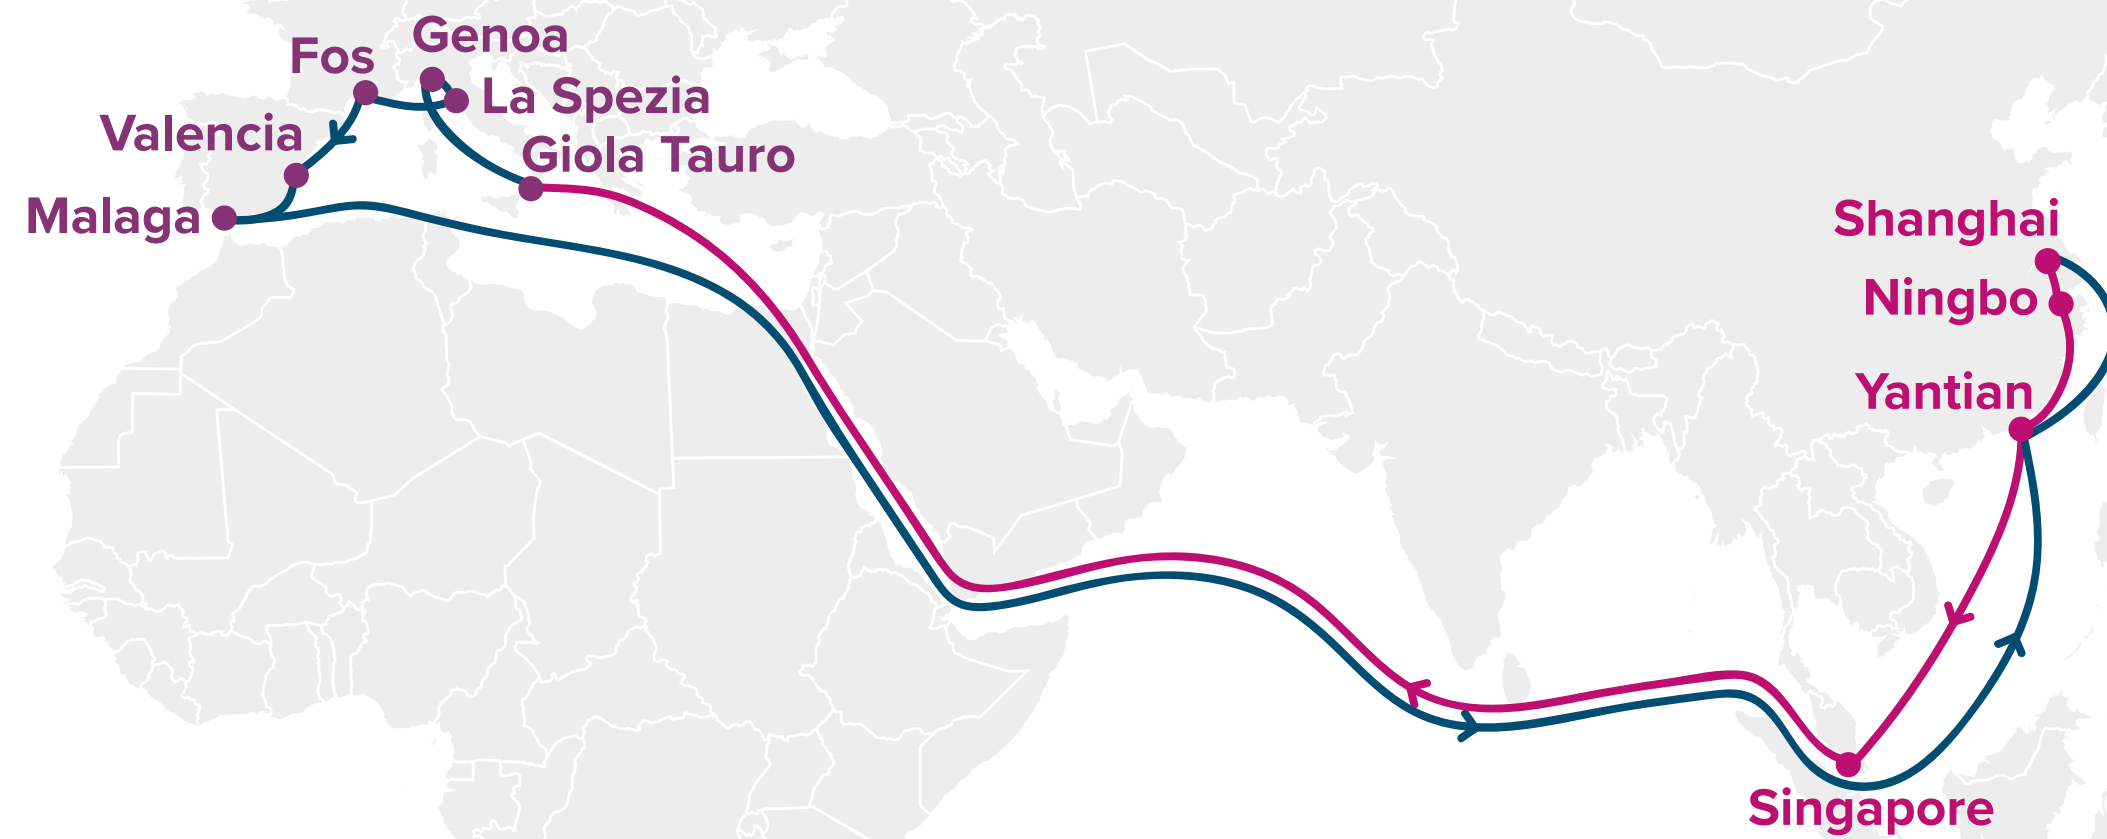 Genoa
Fos
La Spezia
Valencia
Giola Tauro
Malaga
Shanghai
Ningbo
Yantian
Singapore